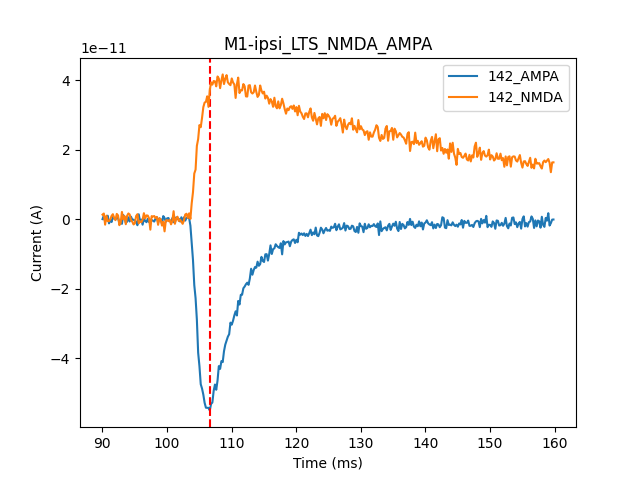 M1-ipsi_LTS_NMDA_AMPA
1e−11
142_AMPA
142_NMDA
4
2
0
−2
−4
Current (A)
90 100 110 120 130 140 150 160
Time (ms)